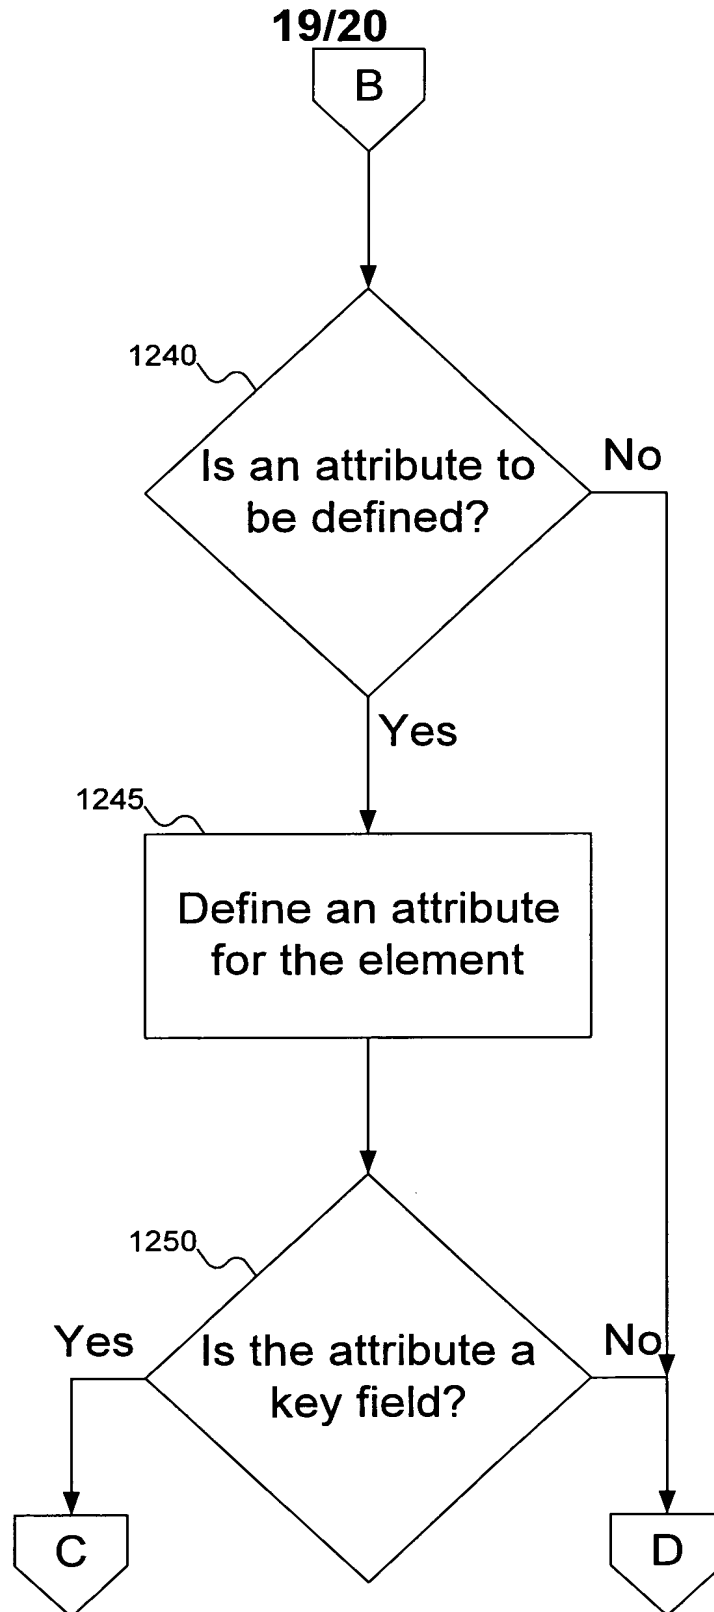 19/20
B
1240
Is an attribute to
be defined?
No
Yes
1245
Define an attribute
for the element
1250
Yes
Is the attribute a
key field?
No
C
D